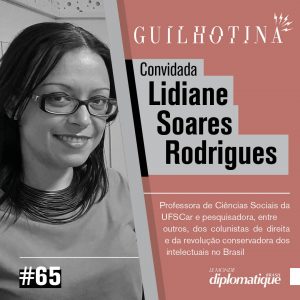 GUILHOTINA
Convidada
Lidiane
Soares
Rodrigues
Professora de Ciências Sociais da
UFSCar e pesquisadora, entre
outros, dos colunistas de direita
e da revolução conservadora dos
intelectuais no Brasil
#65
LE MONDE
diplomatique
BRASIL